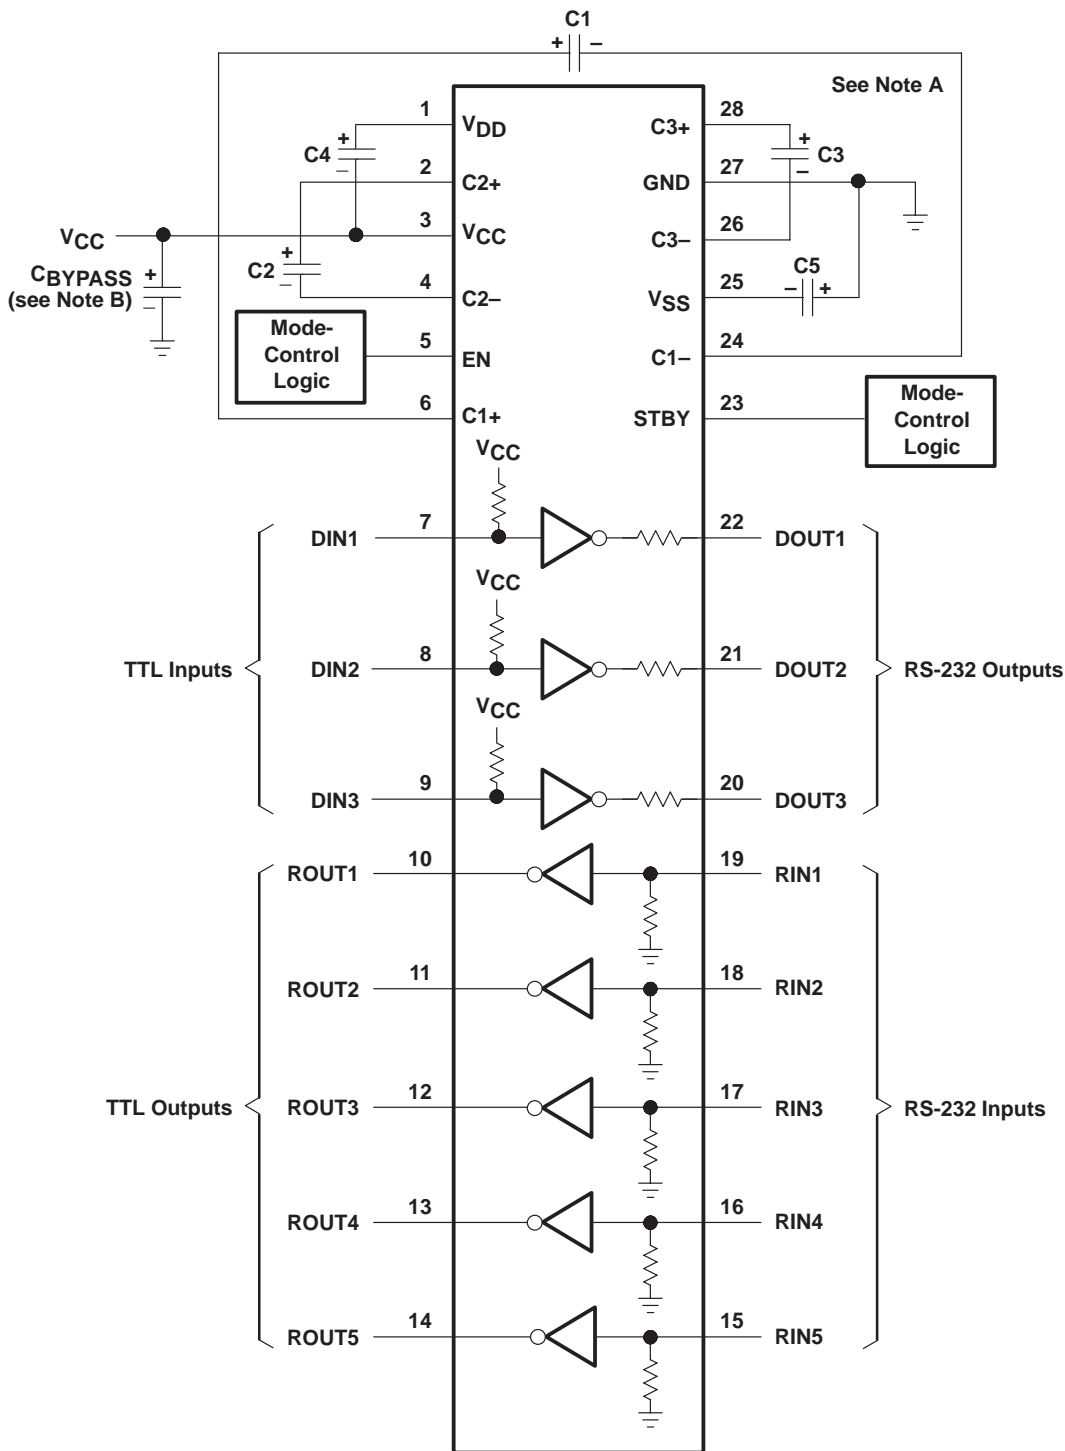 C1
+ –
See Note A
1 VDD C3+ 28
C4 + –
+ C3 –
2 C2+ GND 27
3 VCC C3– 26
VCC
CBYPASS +
(see Note B) –
C2 + –
C5
– +
4 C2– VSS 25
Mode-
Control
Logic
5 EN C1– 24
6 C1+ STBY 23
Mode-
Control
Logic
VCC
DIN1 7 22 DOUT1
VCC
TTL Inputs DIN2 8 21 DOUT2 RS-232 Outputs
VCC
DIN3 9 20 DOUT3
ROUT1 10 19 RIN1
ROUT2 11 18 RIN2
TTL Outputs ROUT3 12 17 RIN3 RS-232 Inputs
ROUT4 13 16 RIN4
ROUT5 14 15 RIN5